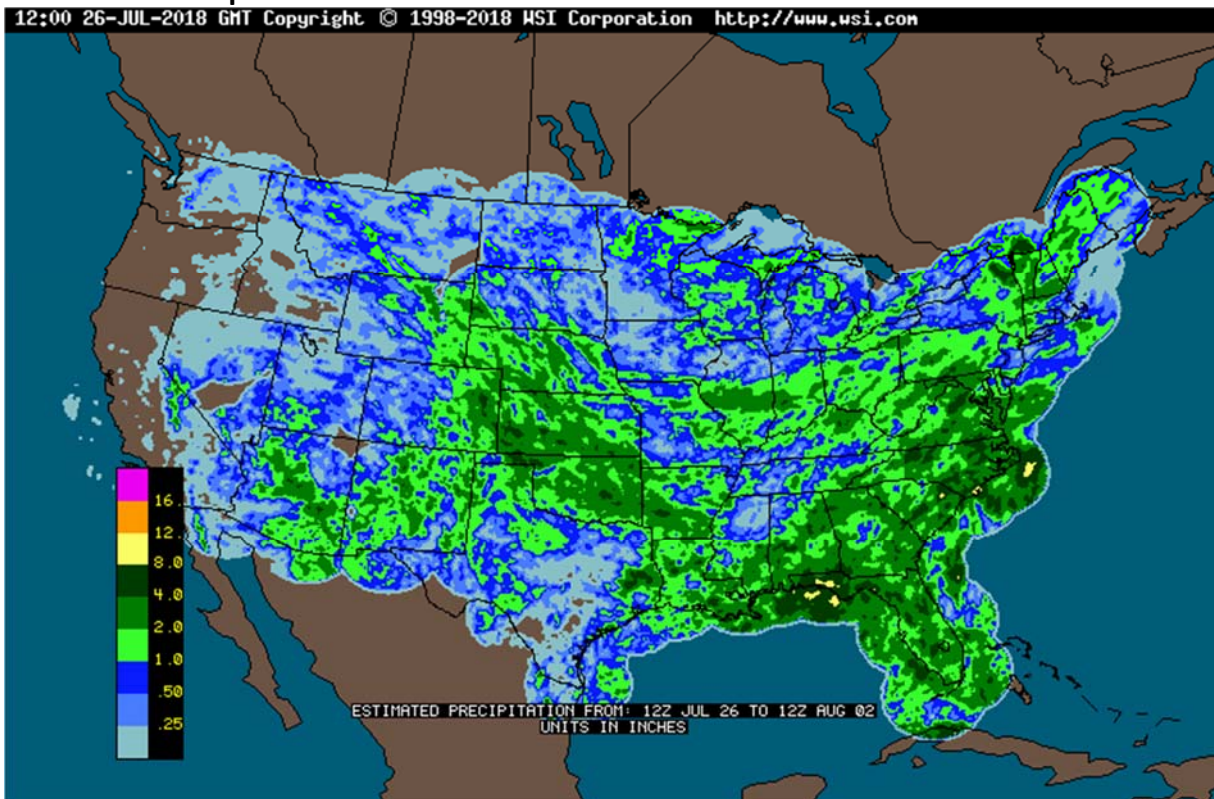 12:00 26-JUL-2018 GMT Copyright © 1998-2018 WSI Corporation http://www.wsi.com
16.
12.
8.0
4.0
2.0
1.0
.50
.25
ESTIMATED PRECIPITATION FROM: 12Z JUL 26 TO 12Z AUG 02
UNITS IN INCHES